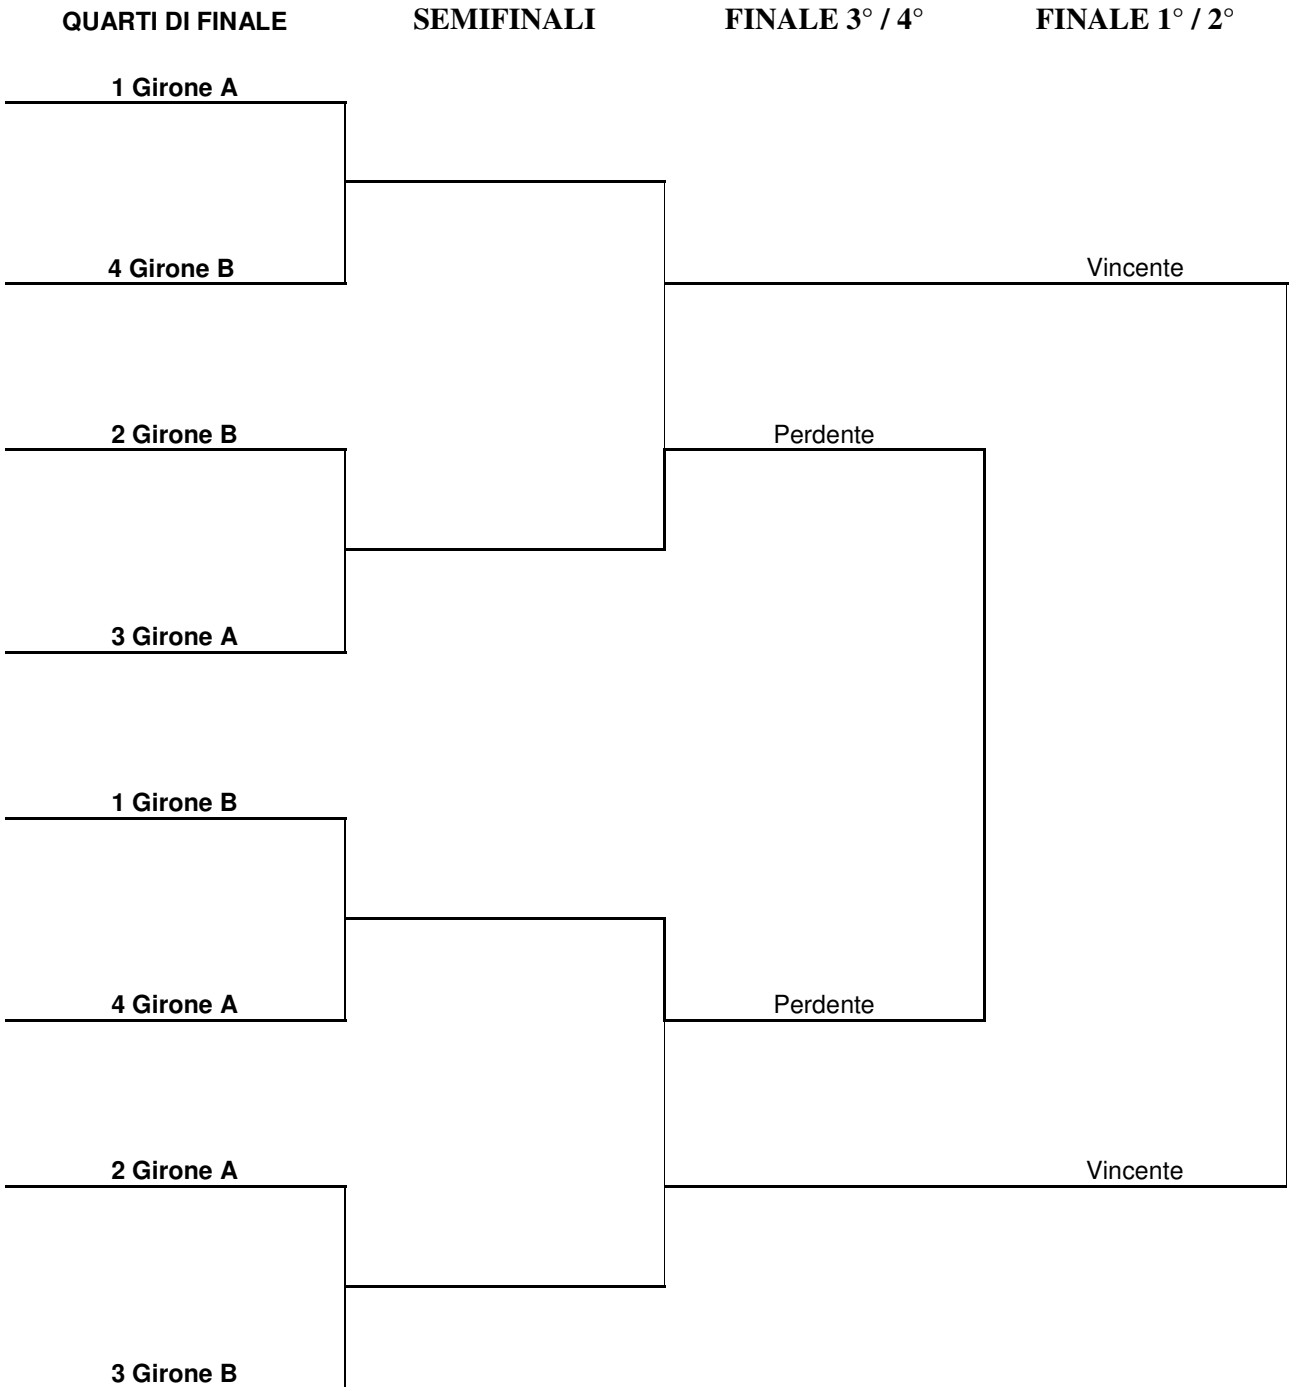 QUARTI DI FINALE SEMIFINALI FINALE 3° / 4° FINALE 1° / 2°
1 Girone A
4 Girone B Vincente
2 Girone B Perdente
3 Girone A
1 Girone B
4 Girone A Perdente
2 Girone A Vincente
3 Girone B